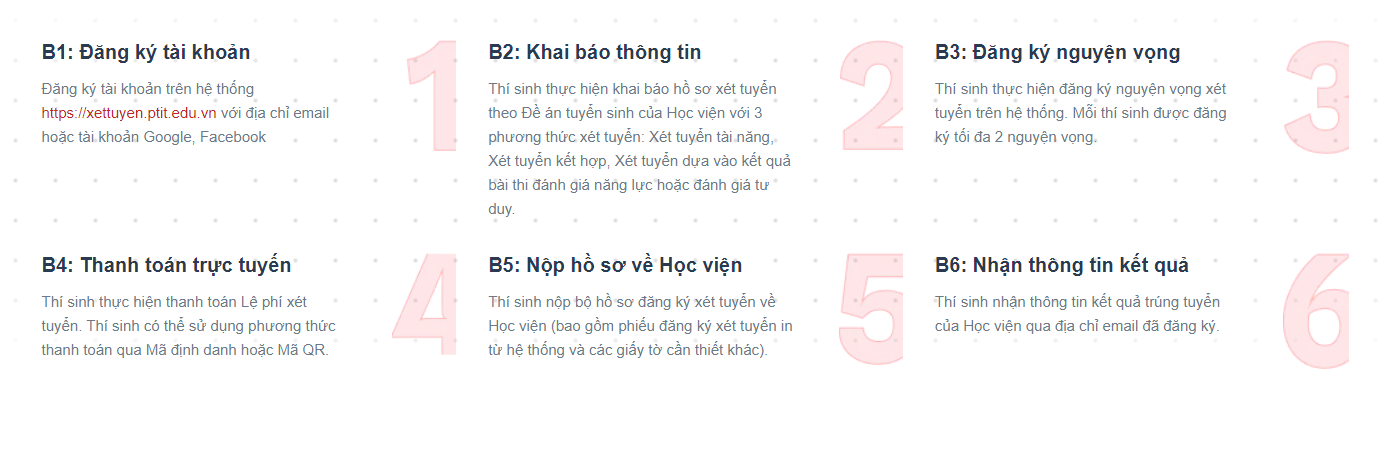 B1: Đăng ký tài khoản
1
Đăng ký tài khoản trên hệ thống
https://xettuyen.ptit.edu.vn với địa chỉ email
hoặc tài khoản Google, Facebook
B2: Khai báo thông tin
2
Thí sinh thực hiện khai báo hồ sơ xét tuyển
theo Đề án tuyển sinh của Học viện với 3
phương thức xét tuyển: Xét tuyển tài năng,
Xét tuyển kết hợp, Xét tuyển dựa vào kết quả
bài thi đánh giá năng lực hoặc đánh giá tư
duy.
B3: Đăng ký nguyện vọng
3
Thí sinh thực hiện đăng ký nguyện vọng xét
tuyển trên hệ thống. Mỗi thí sinh được đăng
ký tối đa 2 nguyện vọng.
B4: Thanh toán trực tuyến
4
Thí sinh thực hiện thanh toán Lệ phí xét
tuyển. Thí sinh có thể sử dụng phương thức
thanh toán qua Mã định danh hoặc Mã QR.
B5: Nộp hồ sơ về Học viện
5
Thí sinh nộp bộ hồ sơ đăng ký xét tuyển về
Học viện (bao gồm phiếu đăng ký xét tuyển in
từ hệ thống và các giấy tờ cần thiết khác).
B6: Nhận thông tin kết quả
6
Thí sinh nhận thông tin kết quả trúng tuyển
của Học viện qua địa chỉ email đã đăng ký.